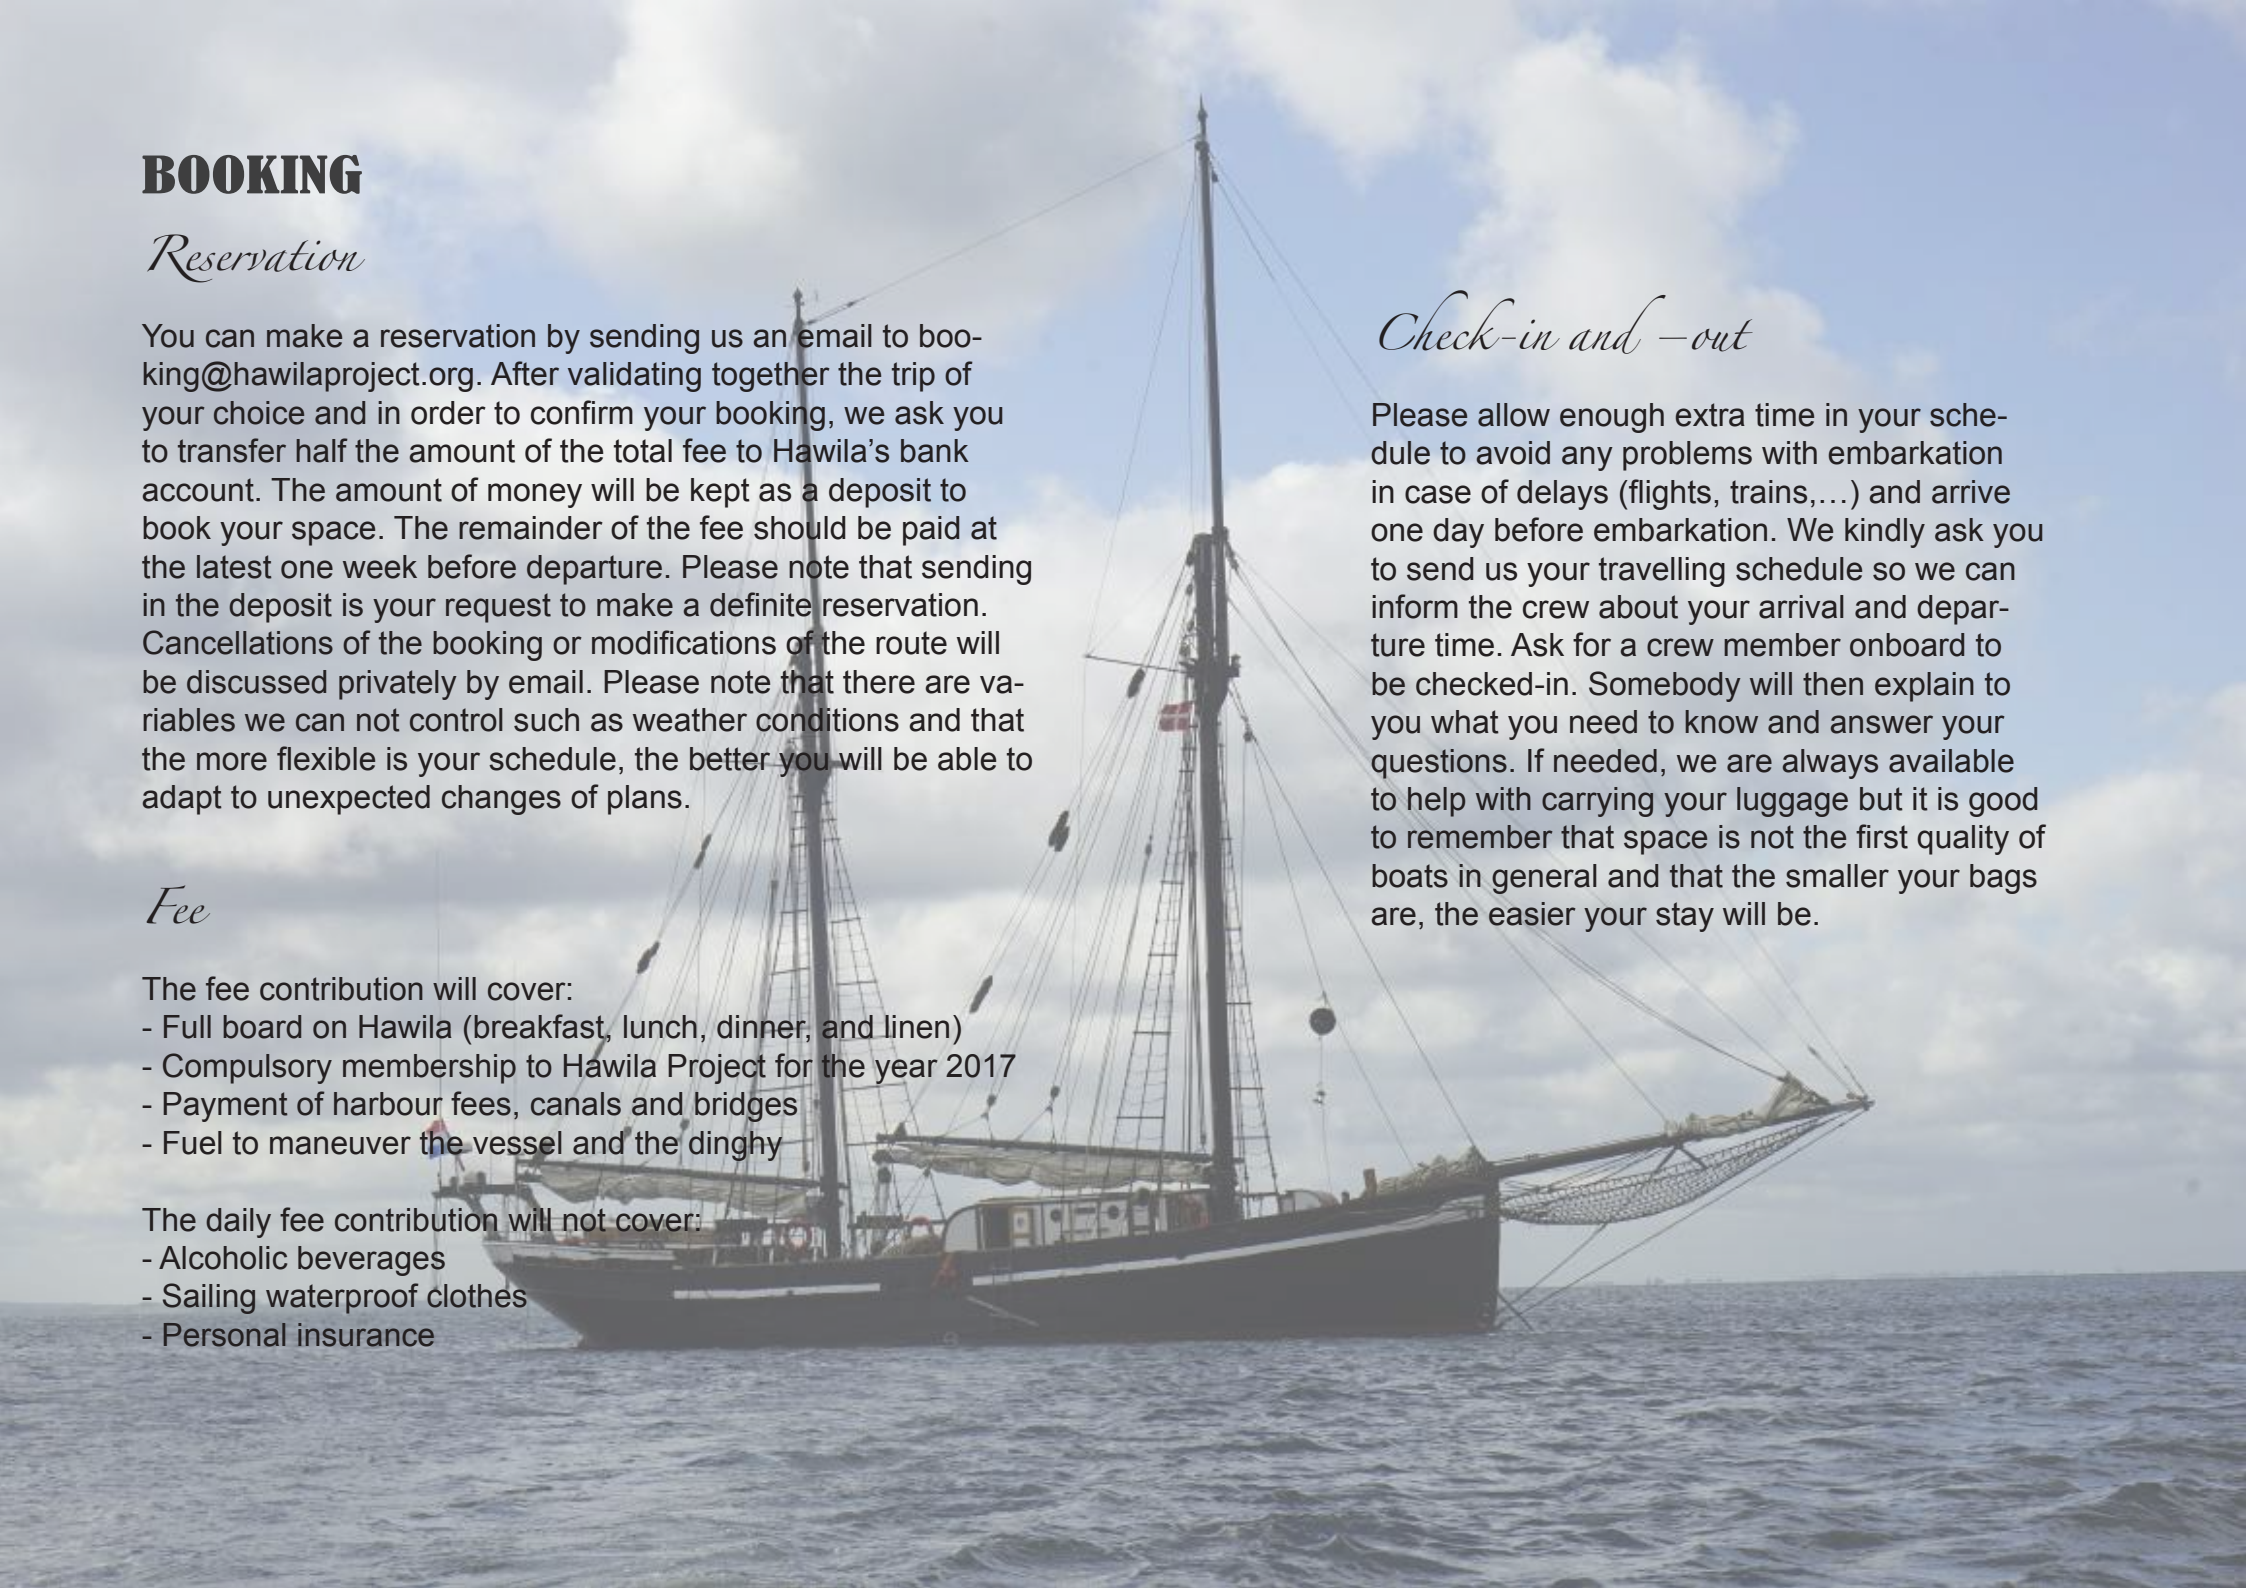 BOOKING
Reservation
You can make a reservation by sending us an email to boo-
king@hawilaproject.org. After validating together the trip of
your choice and in order to confirm your booking, we ask you
to transfer half the amount of the total fee to Hawila’s bank
account. The amount of money will be kept as a deposit to
book your space. The remainder of the fee should be paid at
the latest one week before departure. Please note that sending
in the deposit is your request to make a definite reservation.
Cancellations of the booking or modifications of the route will
be discussed privately by email. Please note that there are va-
riables we can not control such as weather conditions and that
the more flexible is your schedule, the better you will be able to
adapt to unexpected changes of plans.
Fee
The fee contribution will cover:
- Full board on Hawila (breakfast, lunch, dinner, and linen)
- Compulsory membership to Hawila Project for the year 2017
- Payment of harbour fees, canals and bridges
- Fuel to maneuver the vessel and the dinghy
The daily fee contribution will not cover:
- Alcoholic beverages
- Sailing waterproof clothes
- Personal insurance
Check-in and –out
Please allow enough extra time in your sche-
dule to avoid any problems with embarkation
in case of delays (flights, trains,…) and arrive
one day before embarkation. We kindly ask you
to send us your travelling schedule so we can
inform the crew about your arrival and depar-
ture time. Ask for a crew member onboard to
be checked-in. Somebody will then explain to
you what you need to know and answer your
questions. If needed, we are always available
to help with carrying your luggage but it is good
to remember that space is not the first quality of
boats in general and that the smaller your bags
are, the easier your stay will be.